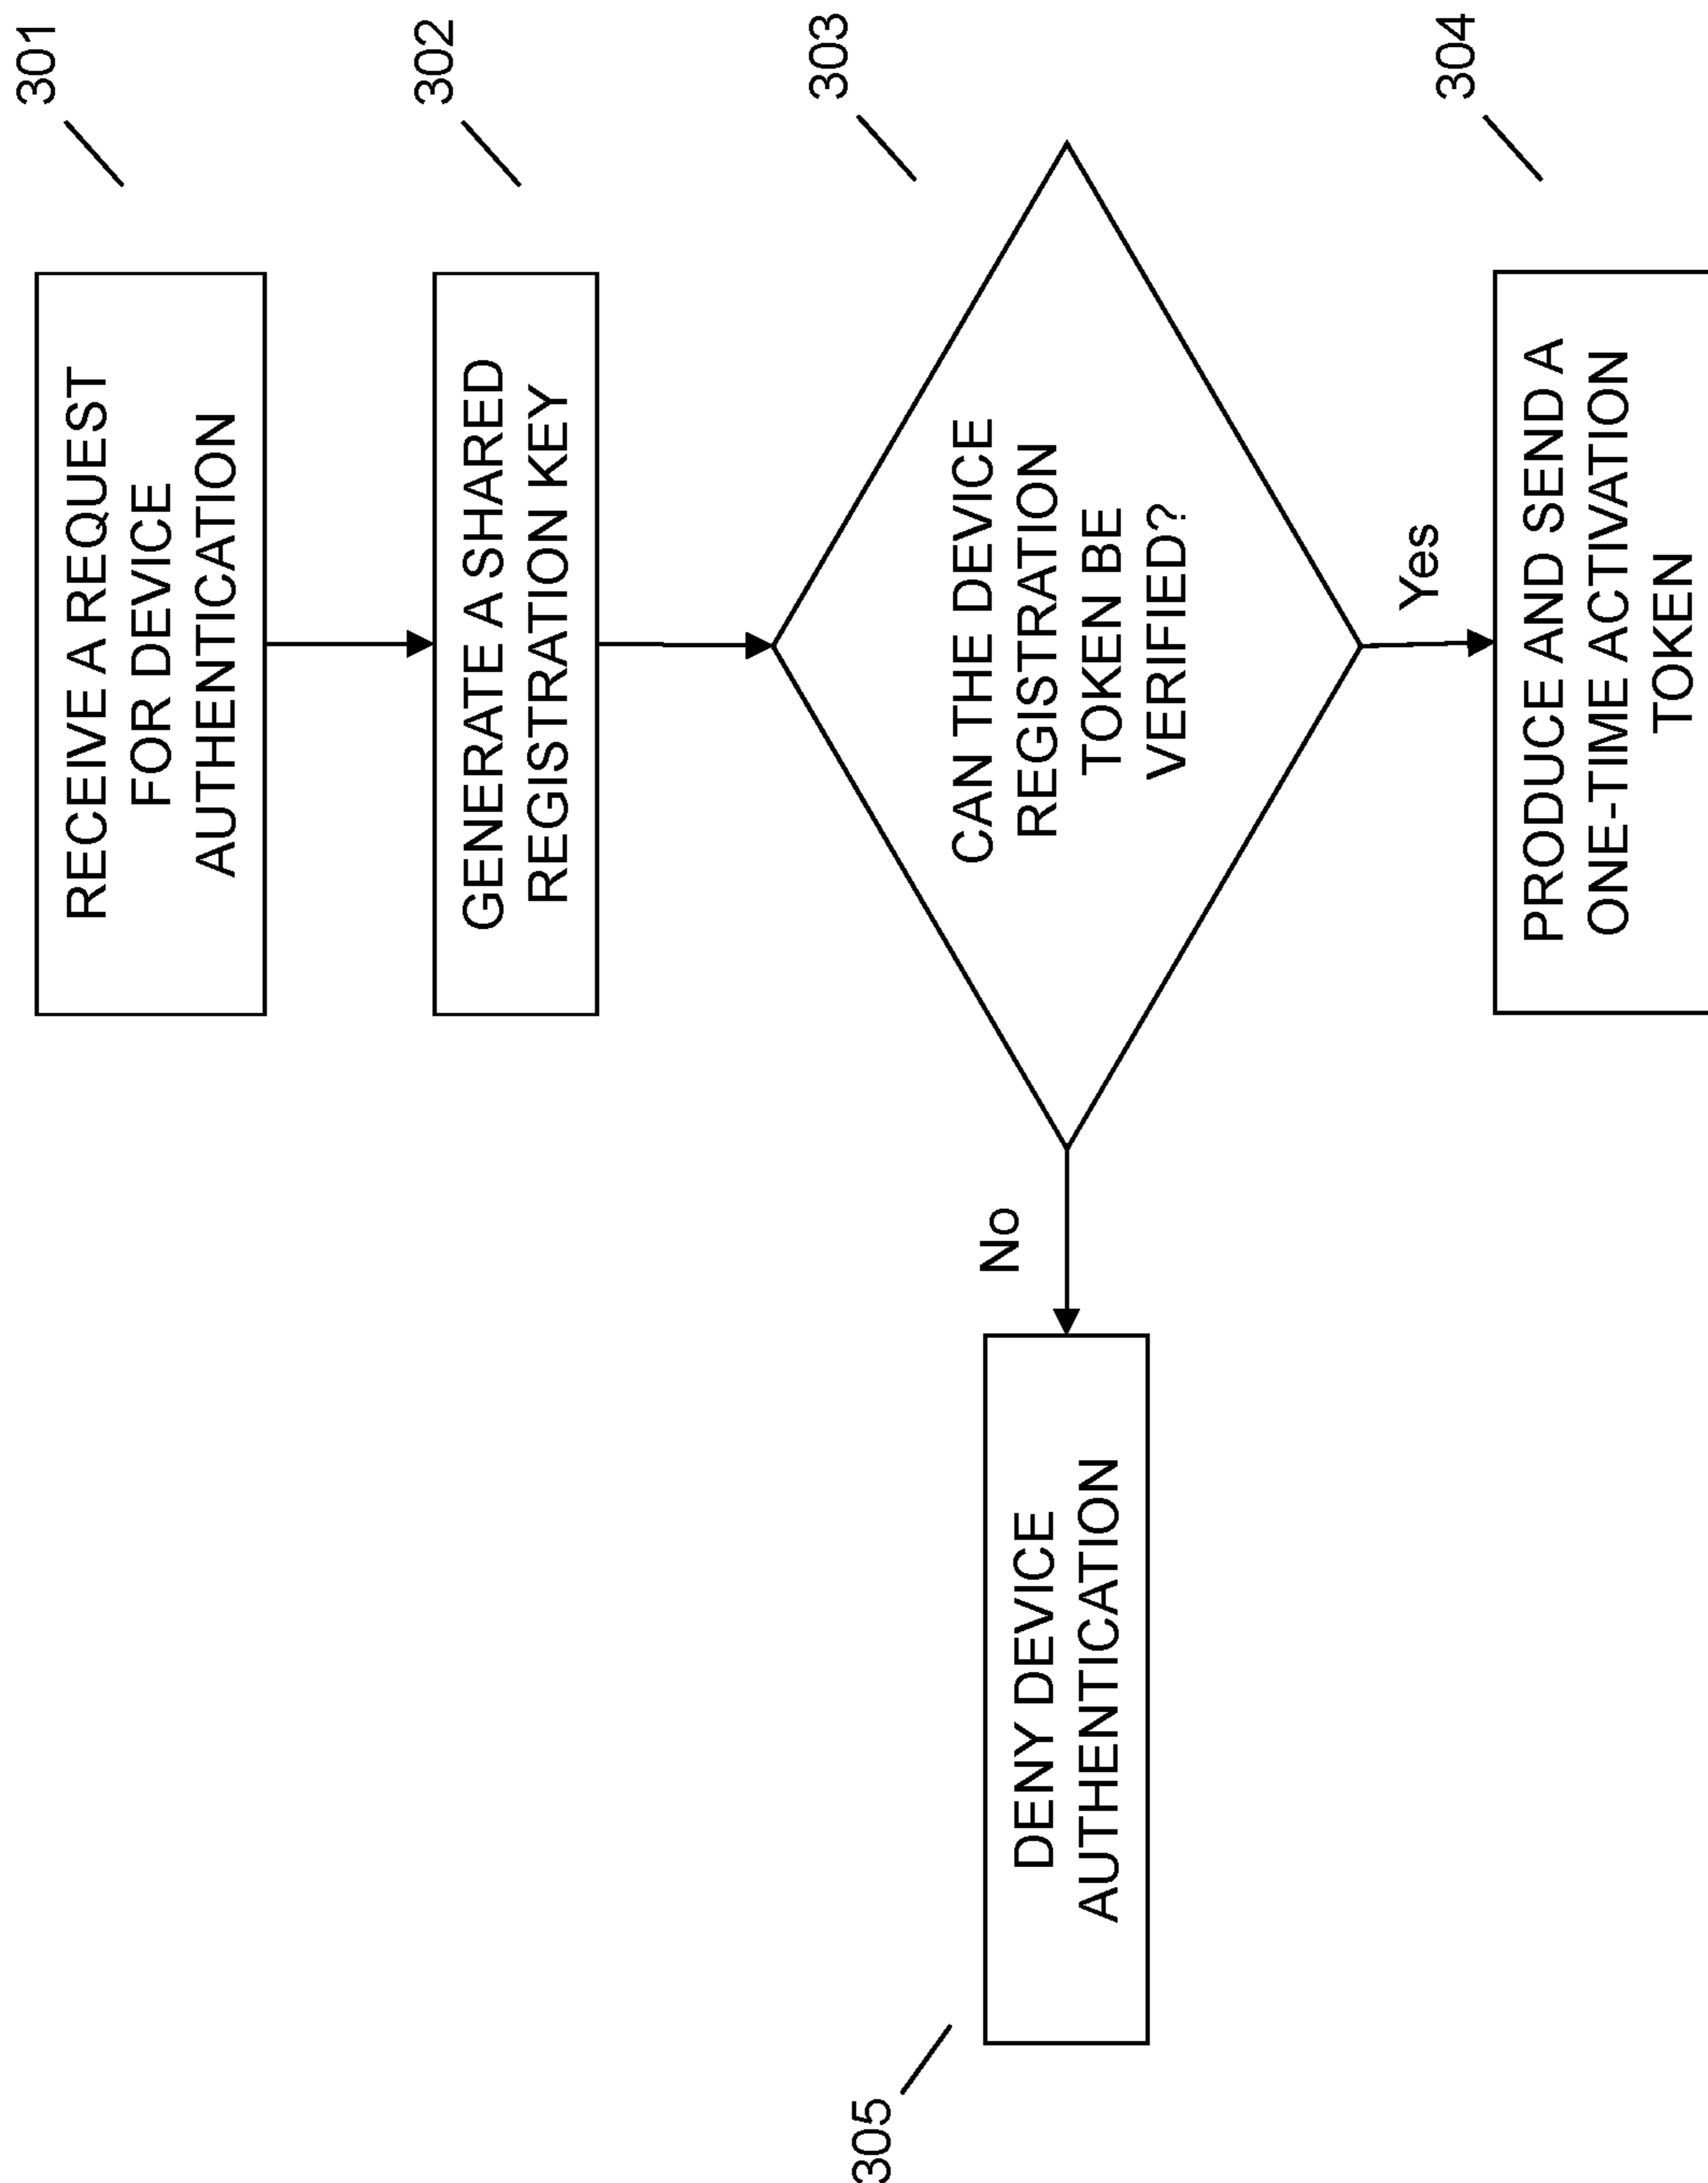 301
RECEIVE A REQUEST
FOR DEVICE
AUTHENTICATION
302
GENERATE A SHARED
REGISTRATION KEY
303
CAN THE DEVICE
REGISTRATION
TOKEN BE
VERIFIED?
No
305
DENY DEVICE
AUTHENTICATION
Yes
304
PRODUCE AND SEND A
ONE-TIME ACTIVATION
TOKEN